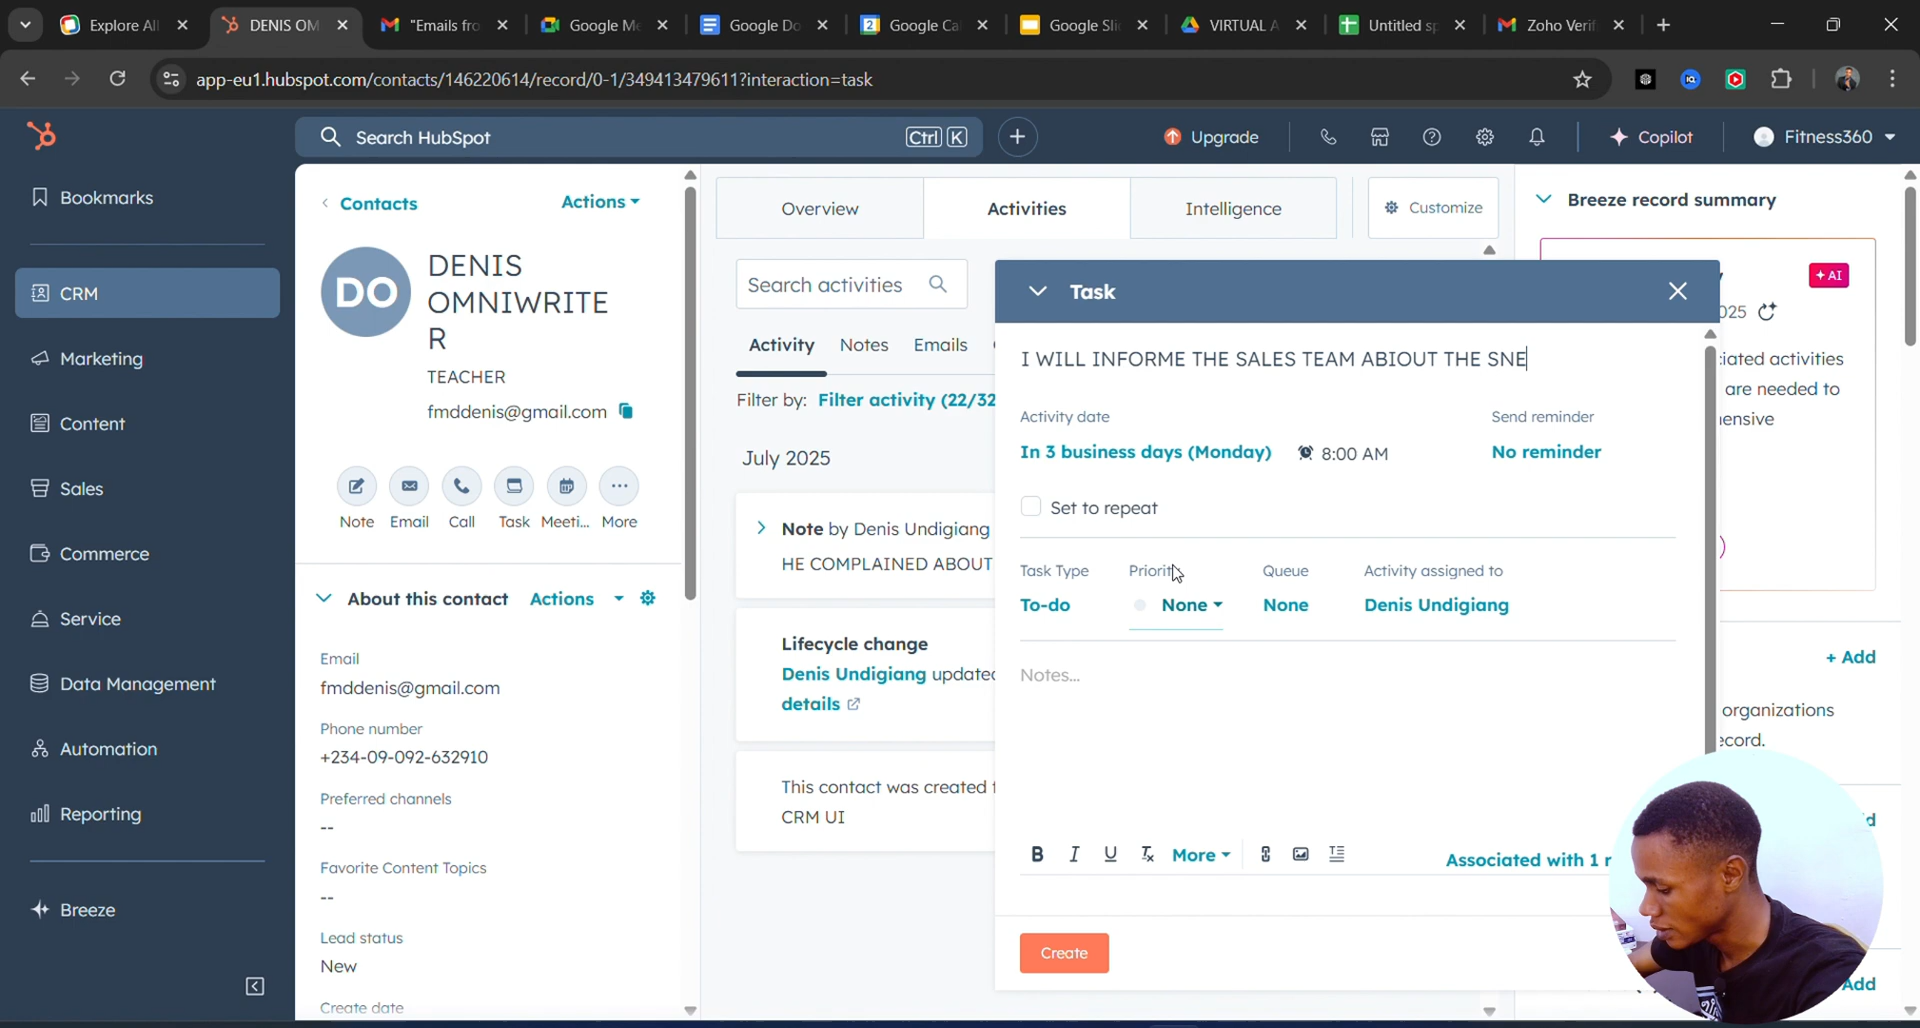 Explore All
DENIS OM
"Emails fro
Google Me
Google Do
Google Ca
Google Sli
VIRTUAL A
Untitled sp
Zoho Verif
app-eu1.hubspot.com/contacts/146220614/record/0-1/349413479611?interaction=task
Search HubSpot
Ctrl K
Upgrade
Copilot
Fitness360
Bookmarks
CRM
Marketing
Content
Sales
Commerce
Service
Data Management
Automation
Reporting
Breeze
Contacts
Actions
DO
DENIS
OMNIWRITE
R
TEACHER
fmddenis@gmail.com
Note Email Call Task Meeti... More
About this contact Actions
Email
fmddenis@gmail.com
Phone number
+234-09-092-632910
Preferred channels
--
Favorite Content Topics
--
Lead status
New
Create date
Overview
Activities
Intelligence
Customize
Search activities
Activity Notes Emails
Filter by: Filter activity (22/32
July 2025
Note by Denis Undigiang
HE COMPLAINED ABOUT
Lifecycle change
Denis Undigiang updated
details
This contact was created f
CRM UI
Task
I WILL INFORME THE SALES TEAM ABIOUT THE SNE
Activity date
In 3 business days (Monday)
8:00 AM
Send reminder
No reminder
Set to repeat
Task Type
To-do
Priority
None
Queue
None
Activity assigned to
Denis Undigiang
Notes...
B I U Tx More
Associated with 1 r
Create
Breeze record summary
AI
025
iated activities
are needed to
ensive
+ Add
organizations
ecord.
Add